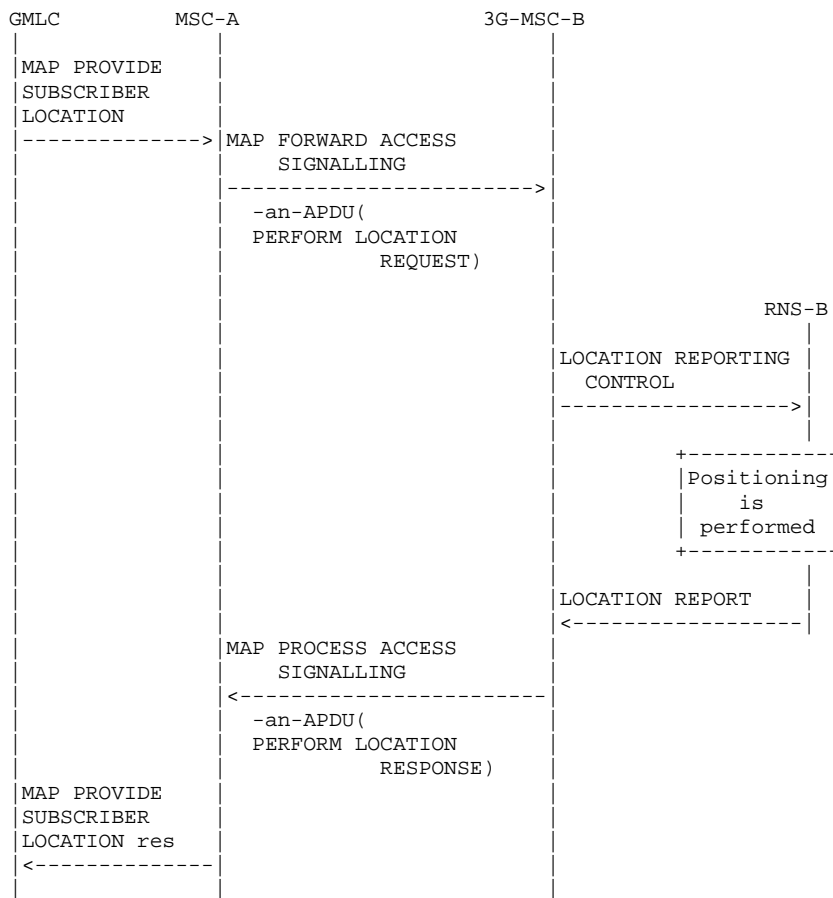 GMLC MSC-A 3G-MSC-B
MAP PROVIDE
SUBSCRIBER
LOCATION
MAP FORWARD ACCESS
SIGNALLING
-an-APDU(
PERFORM LOCATION
REQUEST)
RNS-B
LOCATION REPORTING
CONTROL
Positioning
is
performed
LOCATION REPORT
MAP PROCESS ACCESS
SIGNALLING
-an-APDU(
PERFORM LOCATION
RESPONSE)
MAP PROVIDE
SUBSCRIBER
LOCATION res